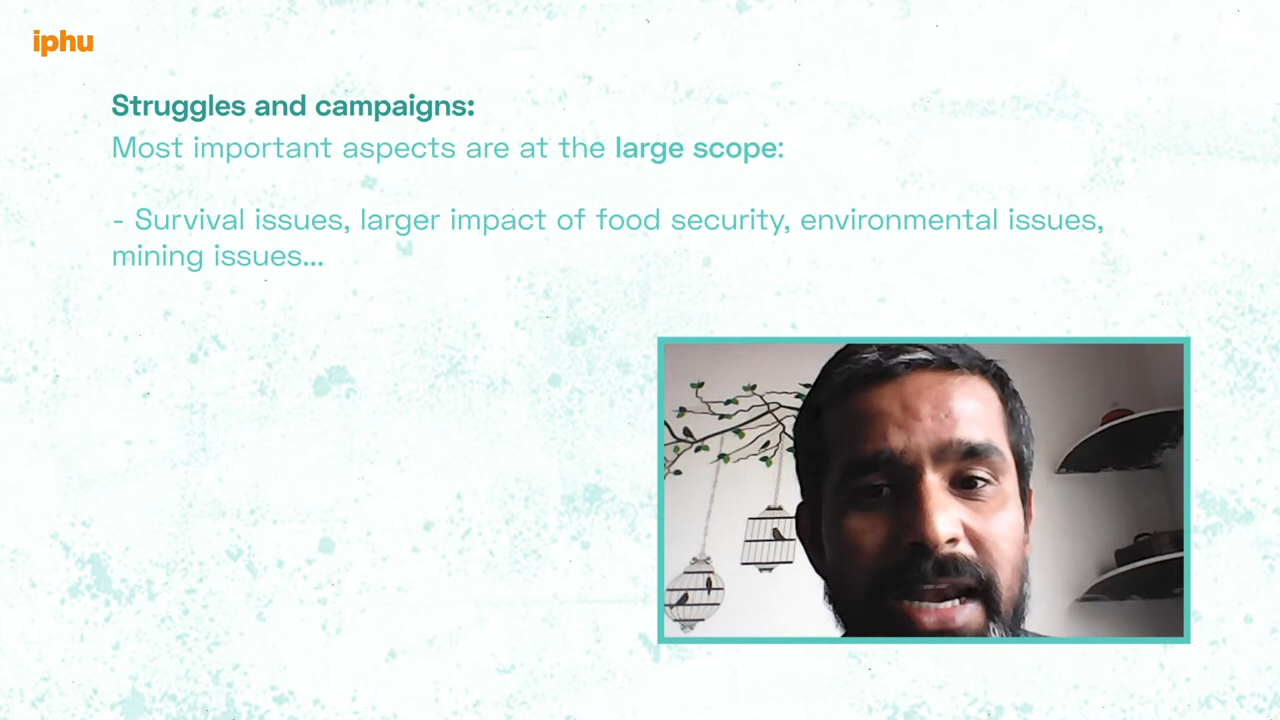 iphu
Struggles and campaigns:
Most important aspects are at the large scope:
- Survival issues, larger impact of food security, environmental issues,
mining issues...